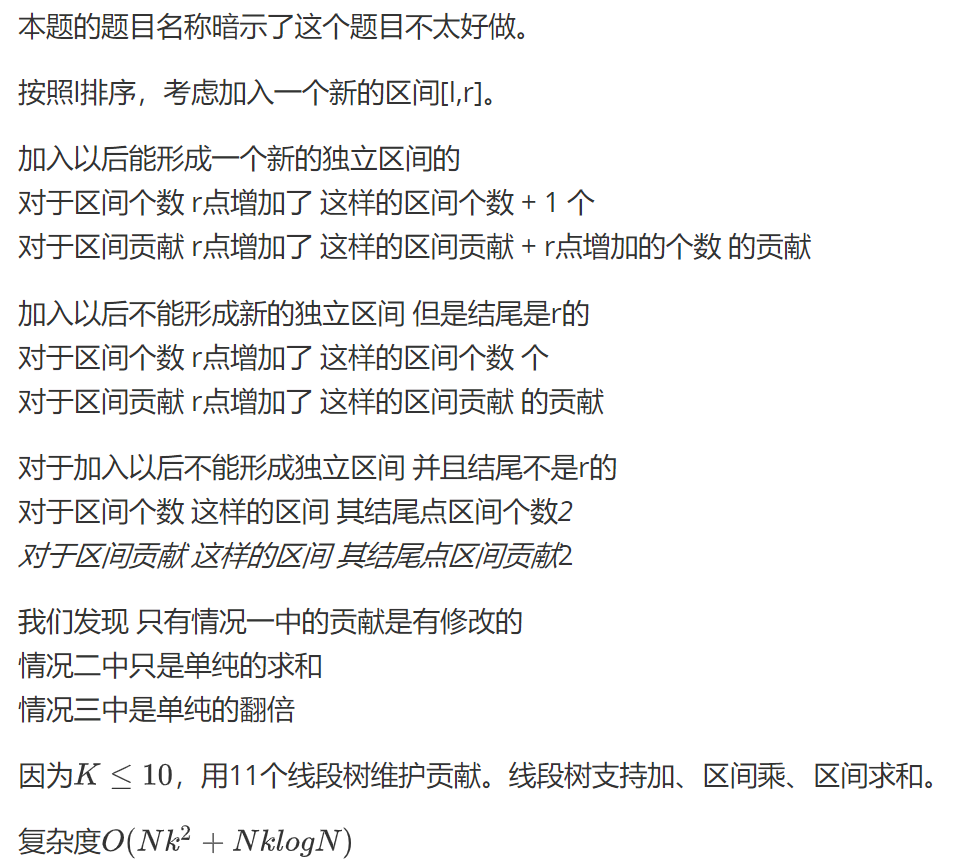 本题的题目名称暗示了这个题目不太好做。
按照l排序，考虑加入一个新的区间[l,r]。
加入以后能形成一个新的独立区间的
对于区间个数 r点增加了 这样的区间个数 + 1 个
对于区间贡献 r点增加了 这样的区间贡献 + r点增加的个数 的贡献
加入以后不能形成新的独立区间 但是结尾是r的
对于区间个数 r点增加了 这样的区间个数 个
对于区间贡献 r点增加了 这样的区间贡献 的贡献
对于加入以后不能形成独立区间 并且结尾不是r的
对于区间个数 这样的区间 其结尾点区间个数2
对于区间贡献 这样的区间 其结尾点区间贡献2
我们发现 只有情况一中的贡献是有修改的
情况二中只是单纯的求和
情况三中是单纯的翻倍
因为K ≤ 10，用11个线段树维护贡献。线段树支持加、区间乘、区间求和。
复杂度O(Nk² + NklogN)